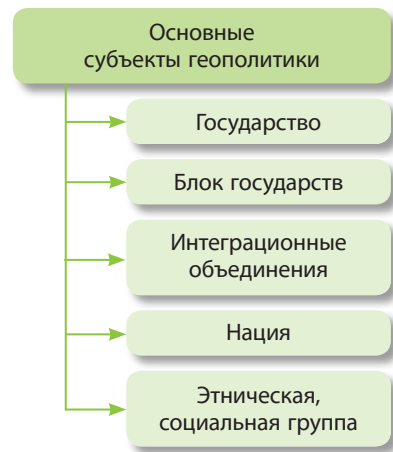 Основные
субъекты геополитики
Государство
Блок государств
Интеграционные
объединения
Нация
Этническая,
социальная группа